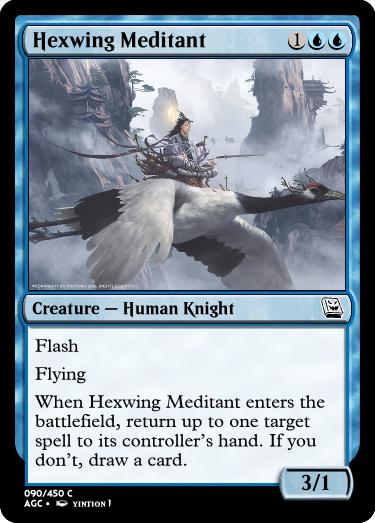 Hexwing Meditant 1
Creature — Human Knight
Flash
Flying
When Hexwing Meditant enters the
battlefield, return up to one target
spell to its controller's hand. If you
don't, draw a card.
3/1
090/450 C
AGC • YINTION J